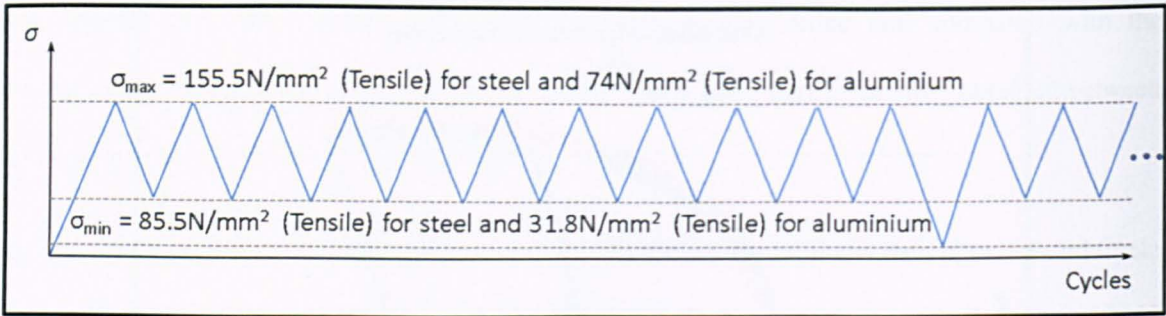 σ
σmax = 155.5N/mm² (Tensile) for steel and 74N/mm² (Tensile) for aluminium
σmin = 85.5N/mm² (Tensile) for steel and 31.8N/mm² (Tensile) for aluminium
Cycles